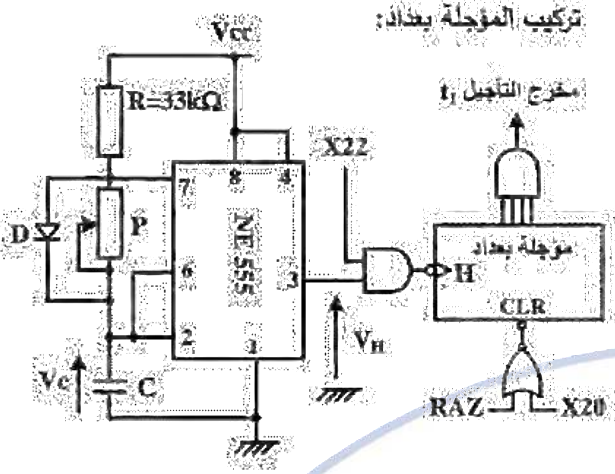 تركيب المؤجلة بعداد:
Vcc
مخرج التأجيل t₁
R=33kΩ
X22
7
8
4
D
P
NE 555
مؤجلة بعداد
6
3
H
CLR
2
1
V_H
Vc
C
RAZ
X20